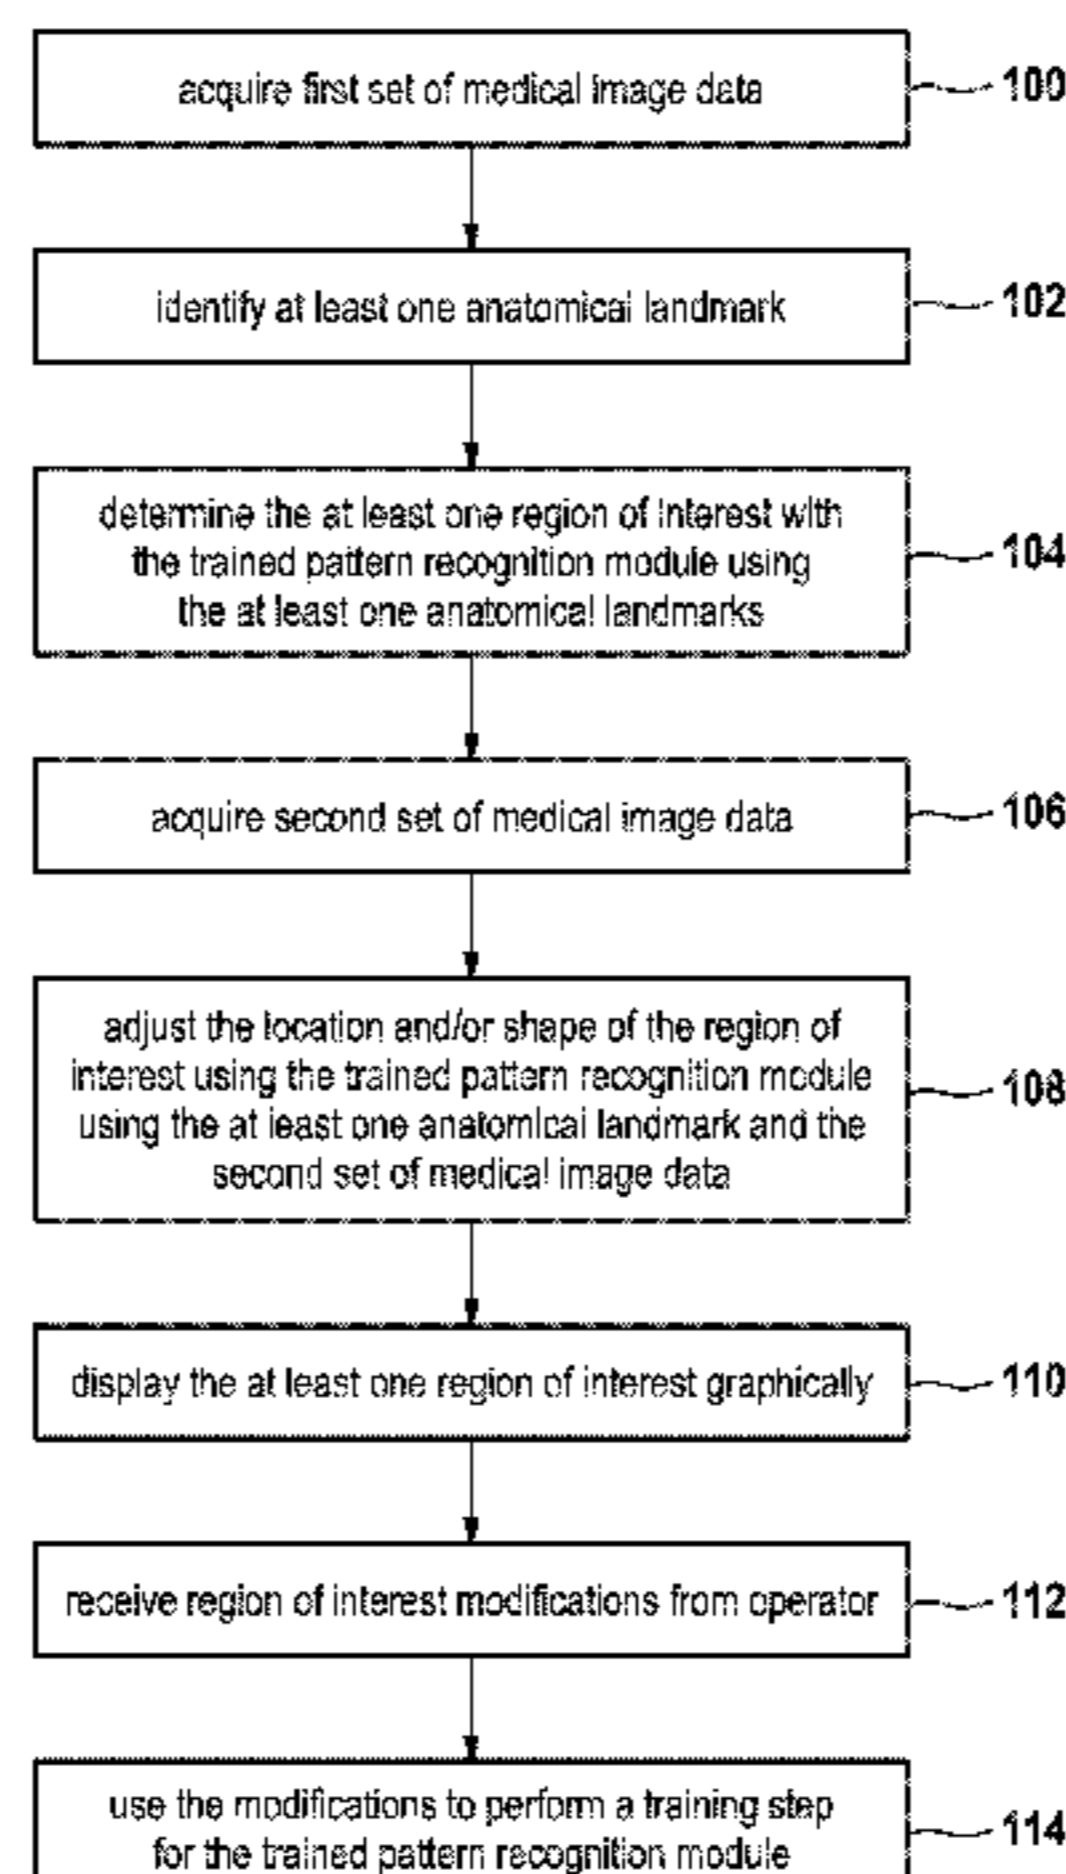 acquire first set of medical image data
100
identify at least one anatomical landmark
102
determine the at least one region of interest with
the trained pattern recognition module using
the at least one anatomical landmarks
104
acquire second set of medical image data
106
adjust the location and/or shape of the region of
interest using the trained pattern recognition module
using the at least one anatomical landmark and the
second set of medical image data
108
display the at least one region of interest graphically
110
receive region of interest modifications from operator
112
use the modifications to perform a training step
for the trained pattern recognition module
114